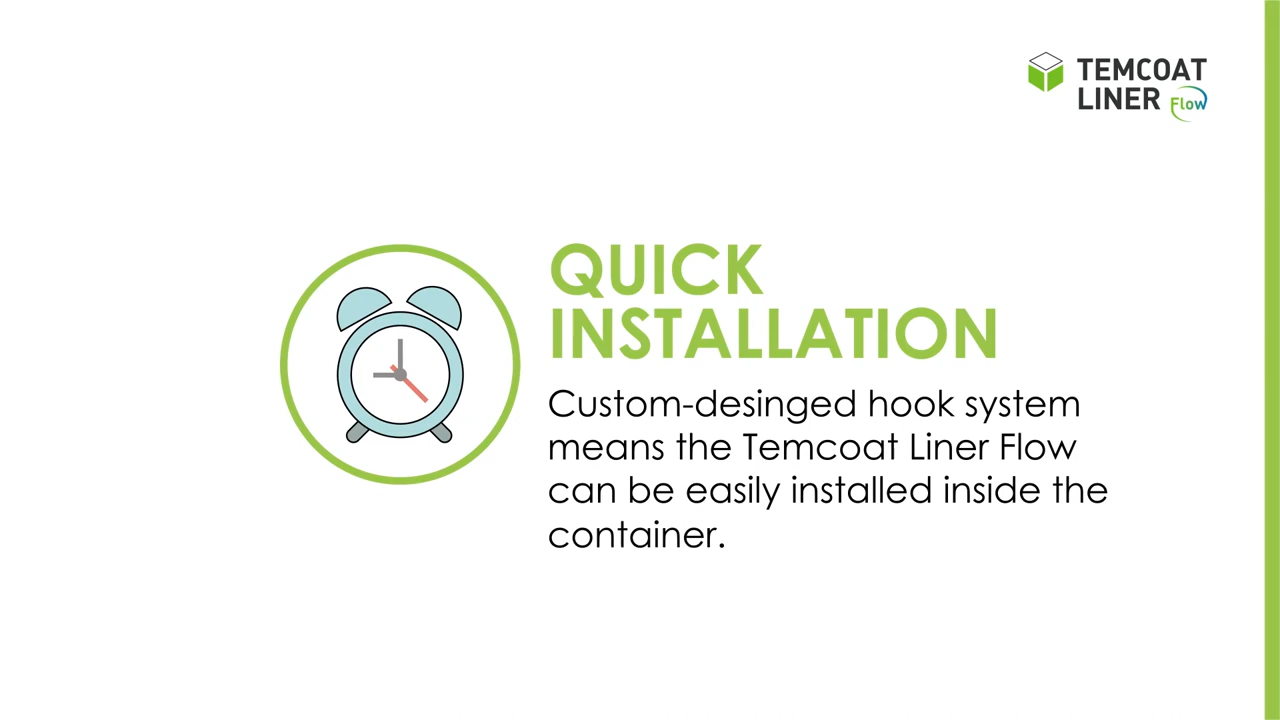 TEMCOAT
LINER Flow
QUICK
INSTALLATION
Custom-desinged hook system
means the Temcoat Liner Flow
can be easily installed inside the
container.